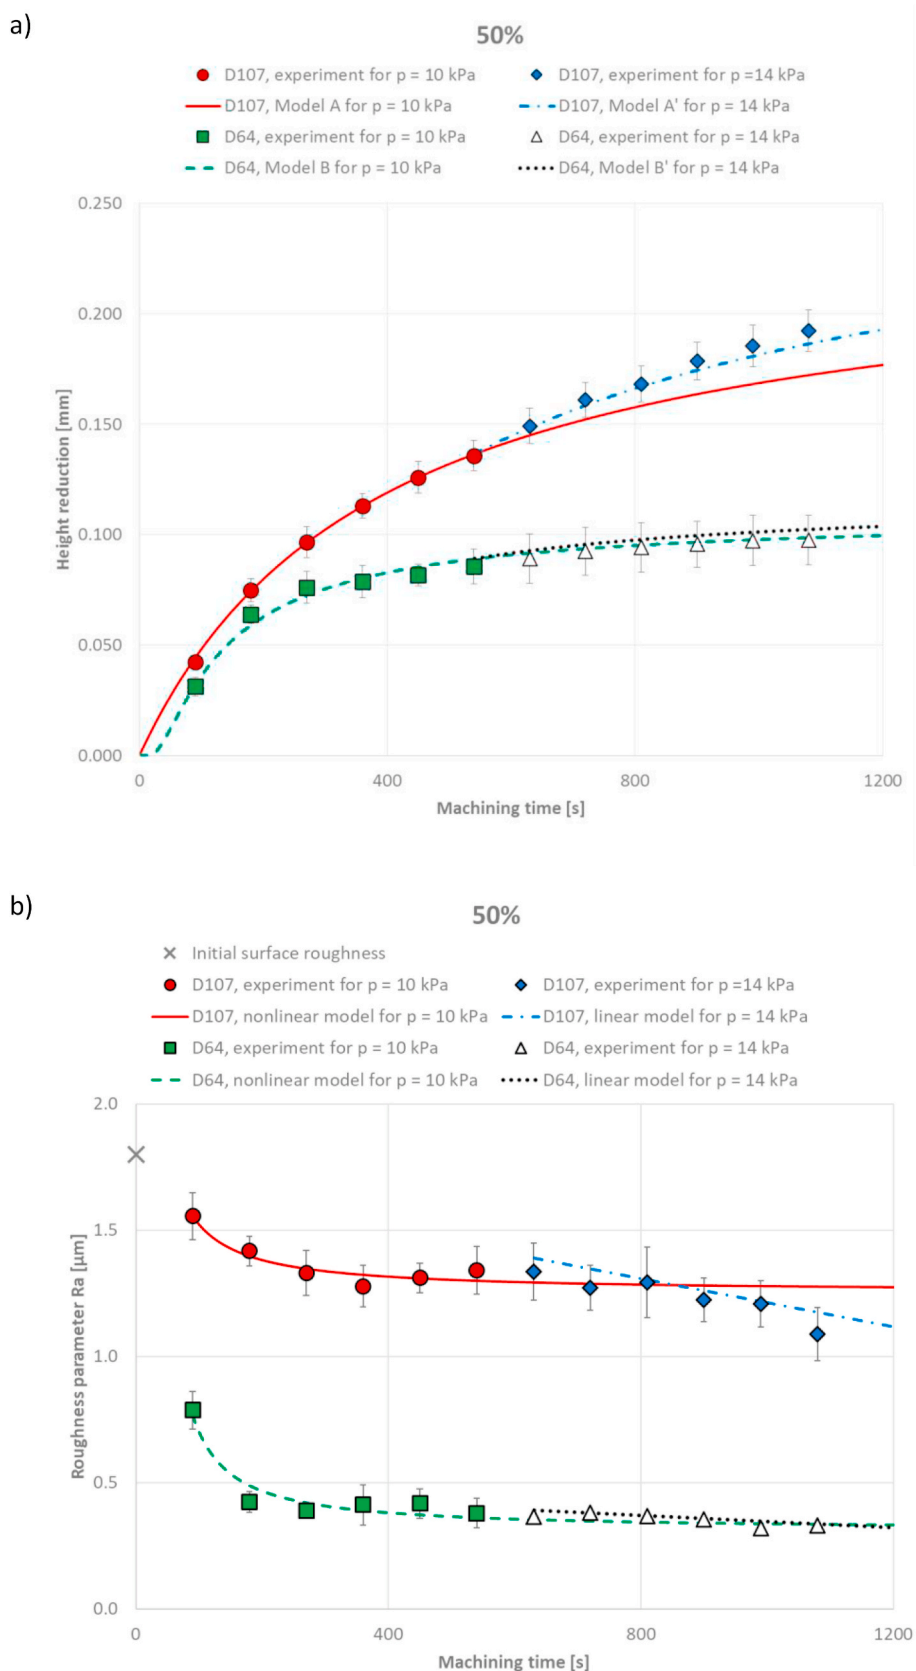 a)
50%
D107, experiment for p = 10 kPa
D107, experiment for p =14 kPa
D107, Model A for p = 10 kPa
D107, Model A' for p = 14 kPa
D64, experiment for p = 10 kPa
D64, experiment for p = 14 kPa
D64, Model B for p = 10 kPa
D64, Model B' for p = 14 kPa
Height reduction [mm]
0.250
0.200
0.150
0.100
0.050
0.000
0
400
800
1200
Machining time [s]
b)
50%
Initial surface roughness
D107, experiment for p = 10 kPa
D107, experiment for p =14 kPa
D107, nonlinear model for p = 10 kPa
D107, linear model for p = 14 kPa
D64, experiment for p = 10 kPa
D64, experiment for p = 14 kPa
D64, nonlinear model for p = 10 kPa
D64, linear model for p = 14 kPa
Roughness parameter Ra [µm]
2.0
1.5
1.0
0.5
0.0
0
400
800
1200
Machining time [s]